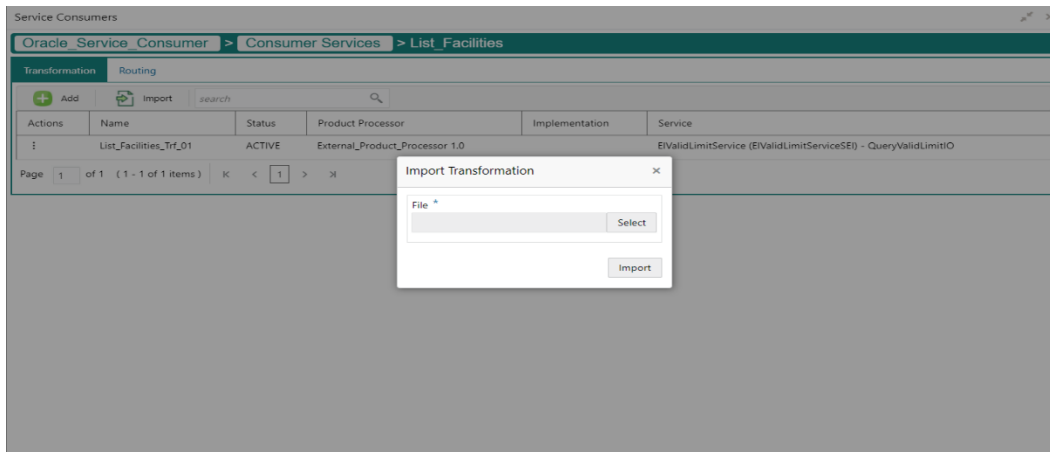 Service Consumers
Oracle_Service_Consumer > Consumer Services > List_Facilities
Transformation Routing
Add Import search
Actions Name Status Product Processor Implementation Service
List_Facilities_Trf_01 ACTIVE External_Product_Processor 1.0 EIValidLimitService (EIValidLimitServiceSEI) - QueryValidLimitIO
Page 1 of 1 (1 - 1 of 1 items) K < 1 > >|
Import Transformation ×
File *
Select
Import